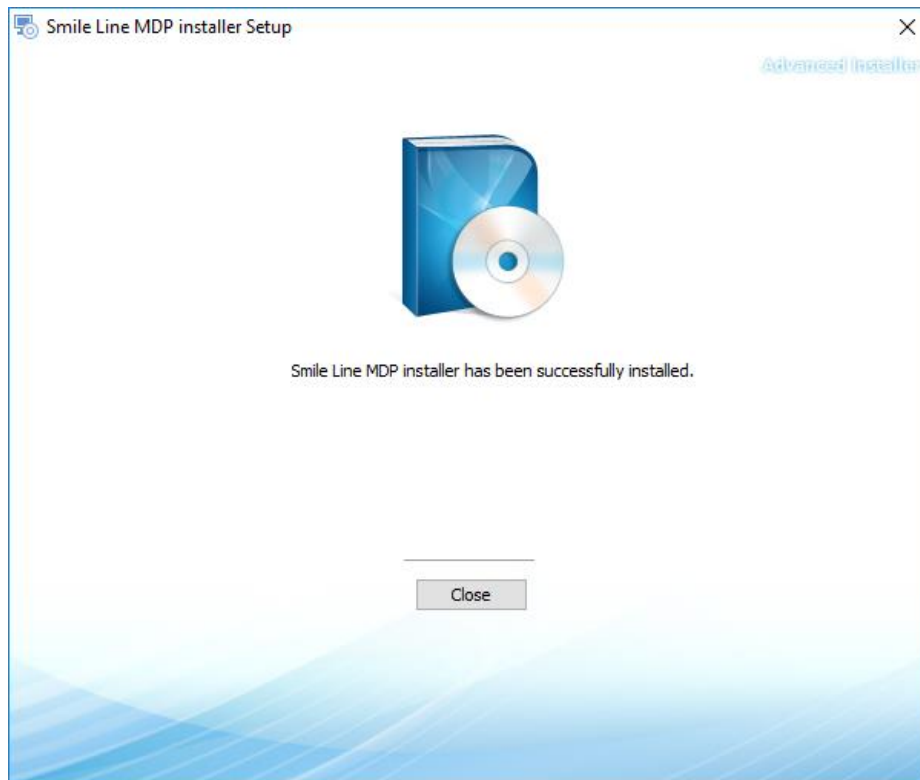 Smile Line MDP installer Setup
Advanced Installer
Smile Line MDP installer has been successfully installed.
Close